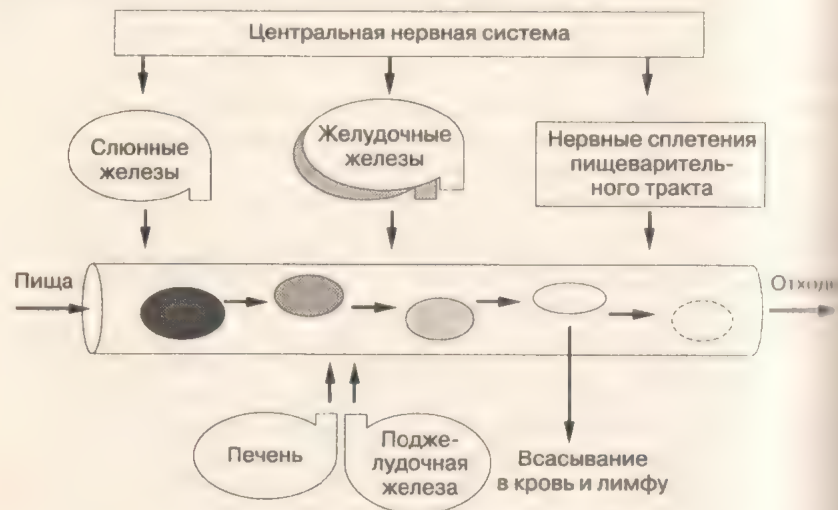 Центральная нервная система
Слюнные
железы
Желудочные
железы
Нервные сплетения
пищеваритель-
ного тракта
Пища
Печень
Подже-
лудочная
железа
Всасывание
в кровь и лимфу